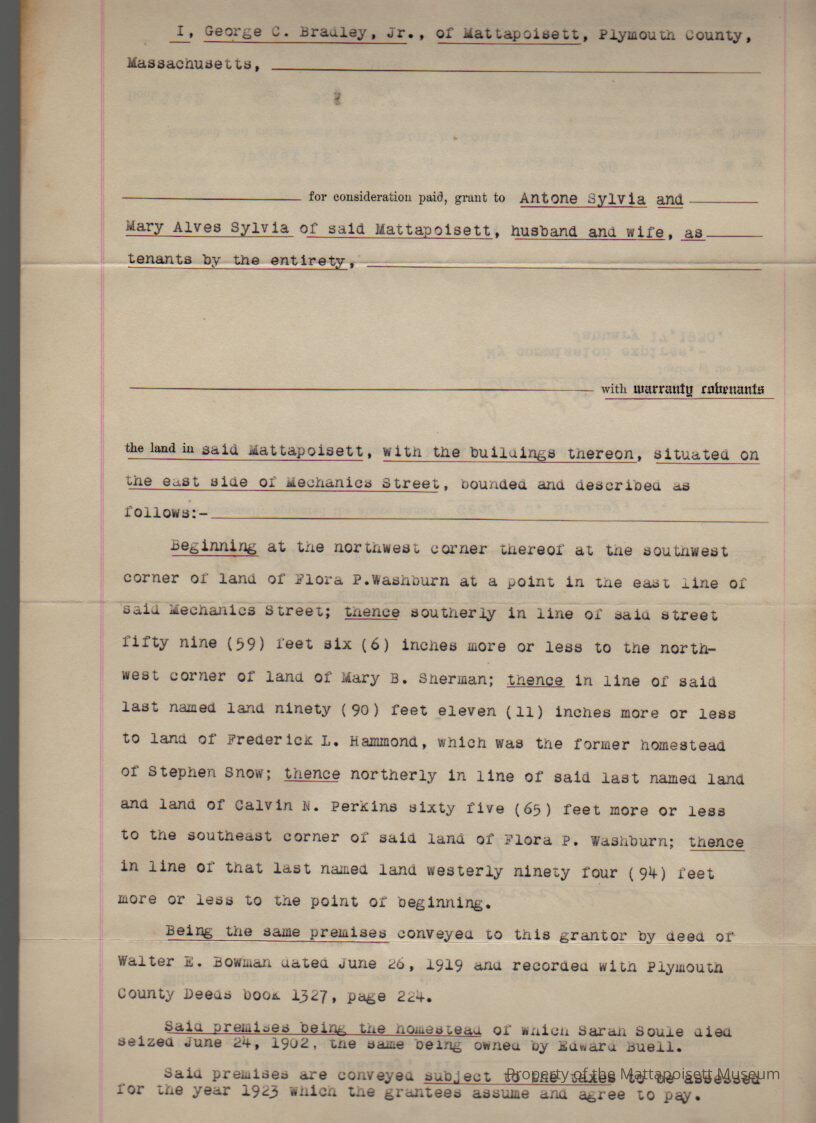 I, George C. Bradley, Jr., of Mattapoisett, Plymouth County,
Massachusetts,
for consideration paid, grant to Antone Sylvia and
Mary Alves Sylvia of said Mattapoisett, husband and wife, as
tenants by the entirety,
with warranty covenants
the land in said Mattapoisett, with the buildings thereon, situated on
the east side of Mechanics Street, bounded and described as
follows:-
Beginning at the northwest corner thereof at the southwest
corner of land of Flora P.Washburn at a point in the east line of
said Mechanics Street; thence southerly in line of said street
fifty nine (59) feet six (6) inches more or less to the north-
west corner of land of Mary B. Sherman; thence in line of said
last named land ninety (90) feet eleven (11) inches more or less
to land of Frederick L. Hammond, which was the former homestead
of Stephen Snow; thence northerly in line of said last named land
and land of Calvin N. Perkins sixty five (65) feet more or less
to the southeast corner of said land of Flora P. Washburn; thence
in line of that last named land westerly ninety four (94) feet
more or less to the point of beginning.
Being the same premises conveyed to this grantor by deed of
Walter E. Bowman dated June 26, 1919 and recorded with Plymouth
County Deeds book 1327, page 224.
Said premises being the homestead of which Sarah Soule died
seized June 24, 1902, the same being owned by Edward Buell.
Said premises are conveyed subject to the taxes to be assessed
for the year 1923 which the grantees assume and agree to pay.
Property of the Mattapoisett Museum